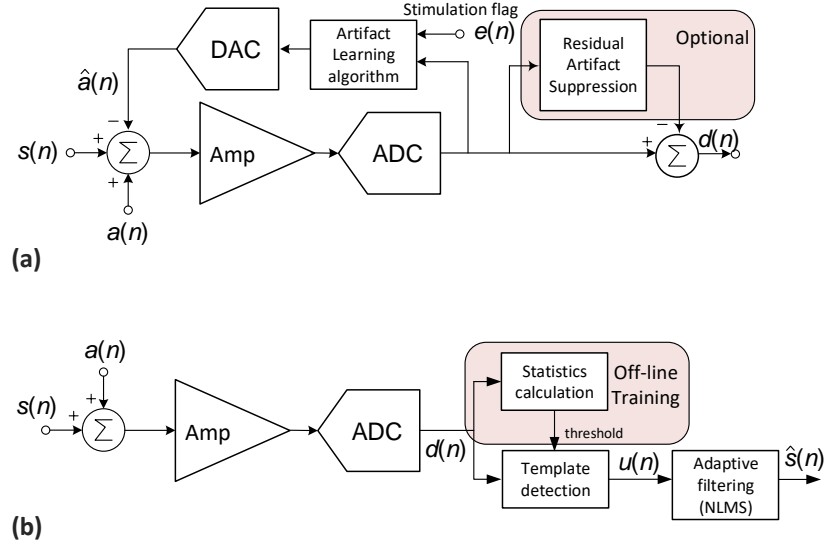 Stimulation flag
e(n)
DAC
Artifact
Learning
algorithm
Residual
Artifact
Suppression
Optional
â(n)
−
−
s(n)
+
Σ
Amp
ADC
+
Σ
d(n)
+
a(n)
(a)
a(n)
+
s(n)
+
Σ
Amp
ADC
d(n)
Statistics
calculation
Off-line
Training
threshold
Template
detection
u(n)
Adaptive
filtering
(NLMS)
ŝ(n)
(b)